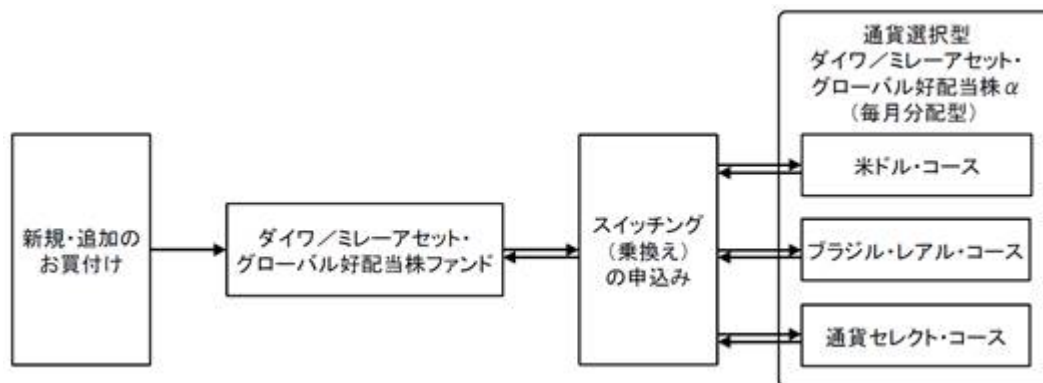 新規・追加の
お買付け
ダイワ／ミレーアセット・
グローバル好配当株ファンド
スイッチング
（乗換え）
の申込み
通貨選択型
ダイワ／ミレーアセット・
グローバル好配当株α
（毎月分配型）
米ドル・コース
ブラジル・レアル・コース
通貨セレクト・コース